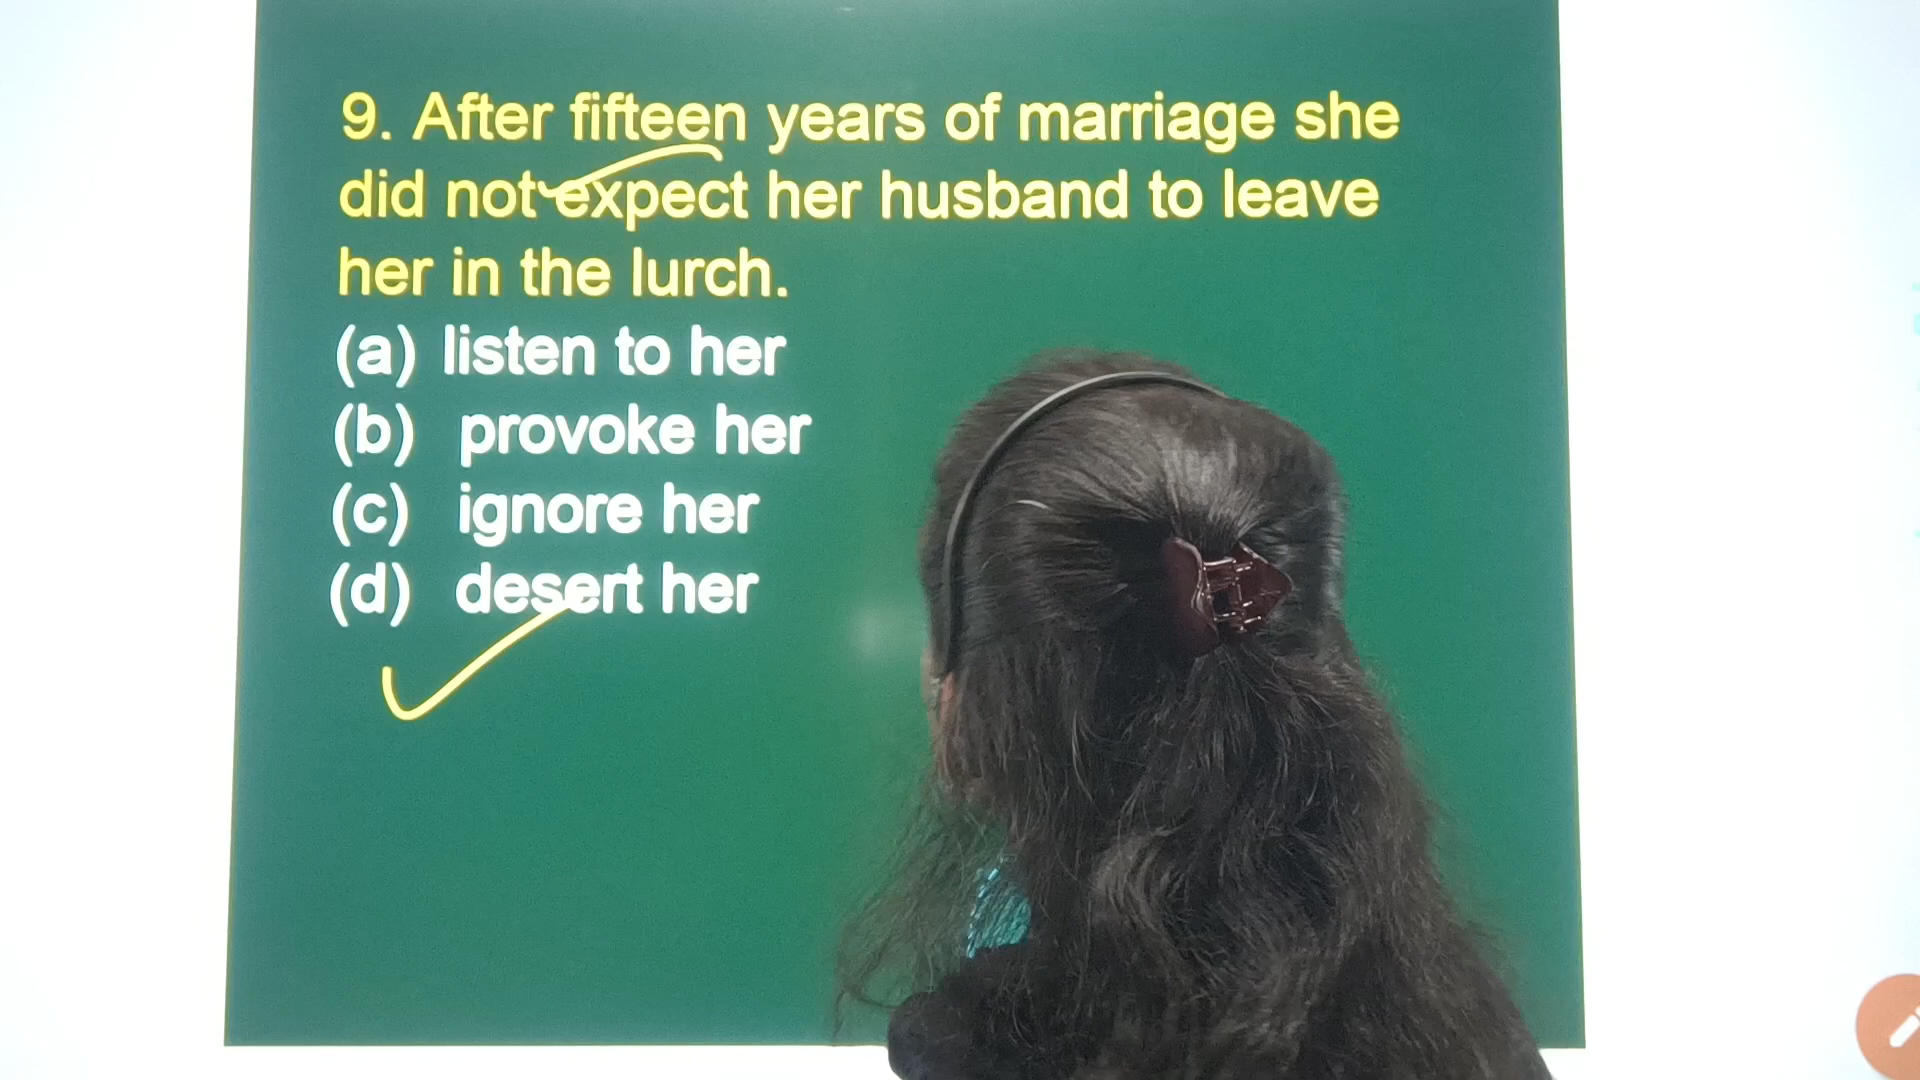 9. After fifteen years of marriage she
did not expect her husband to leave
her in the lurch.
(a) listen to her
(b) provoke her
(c) ignore her
(d) desert her